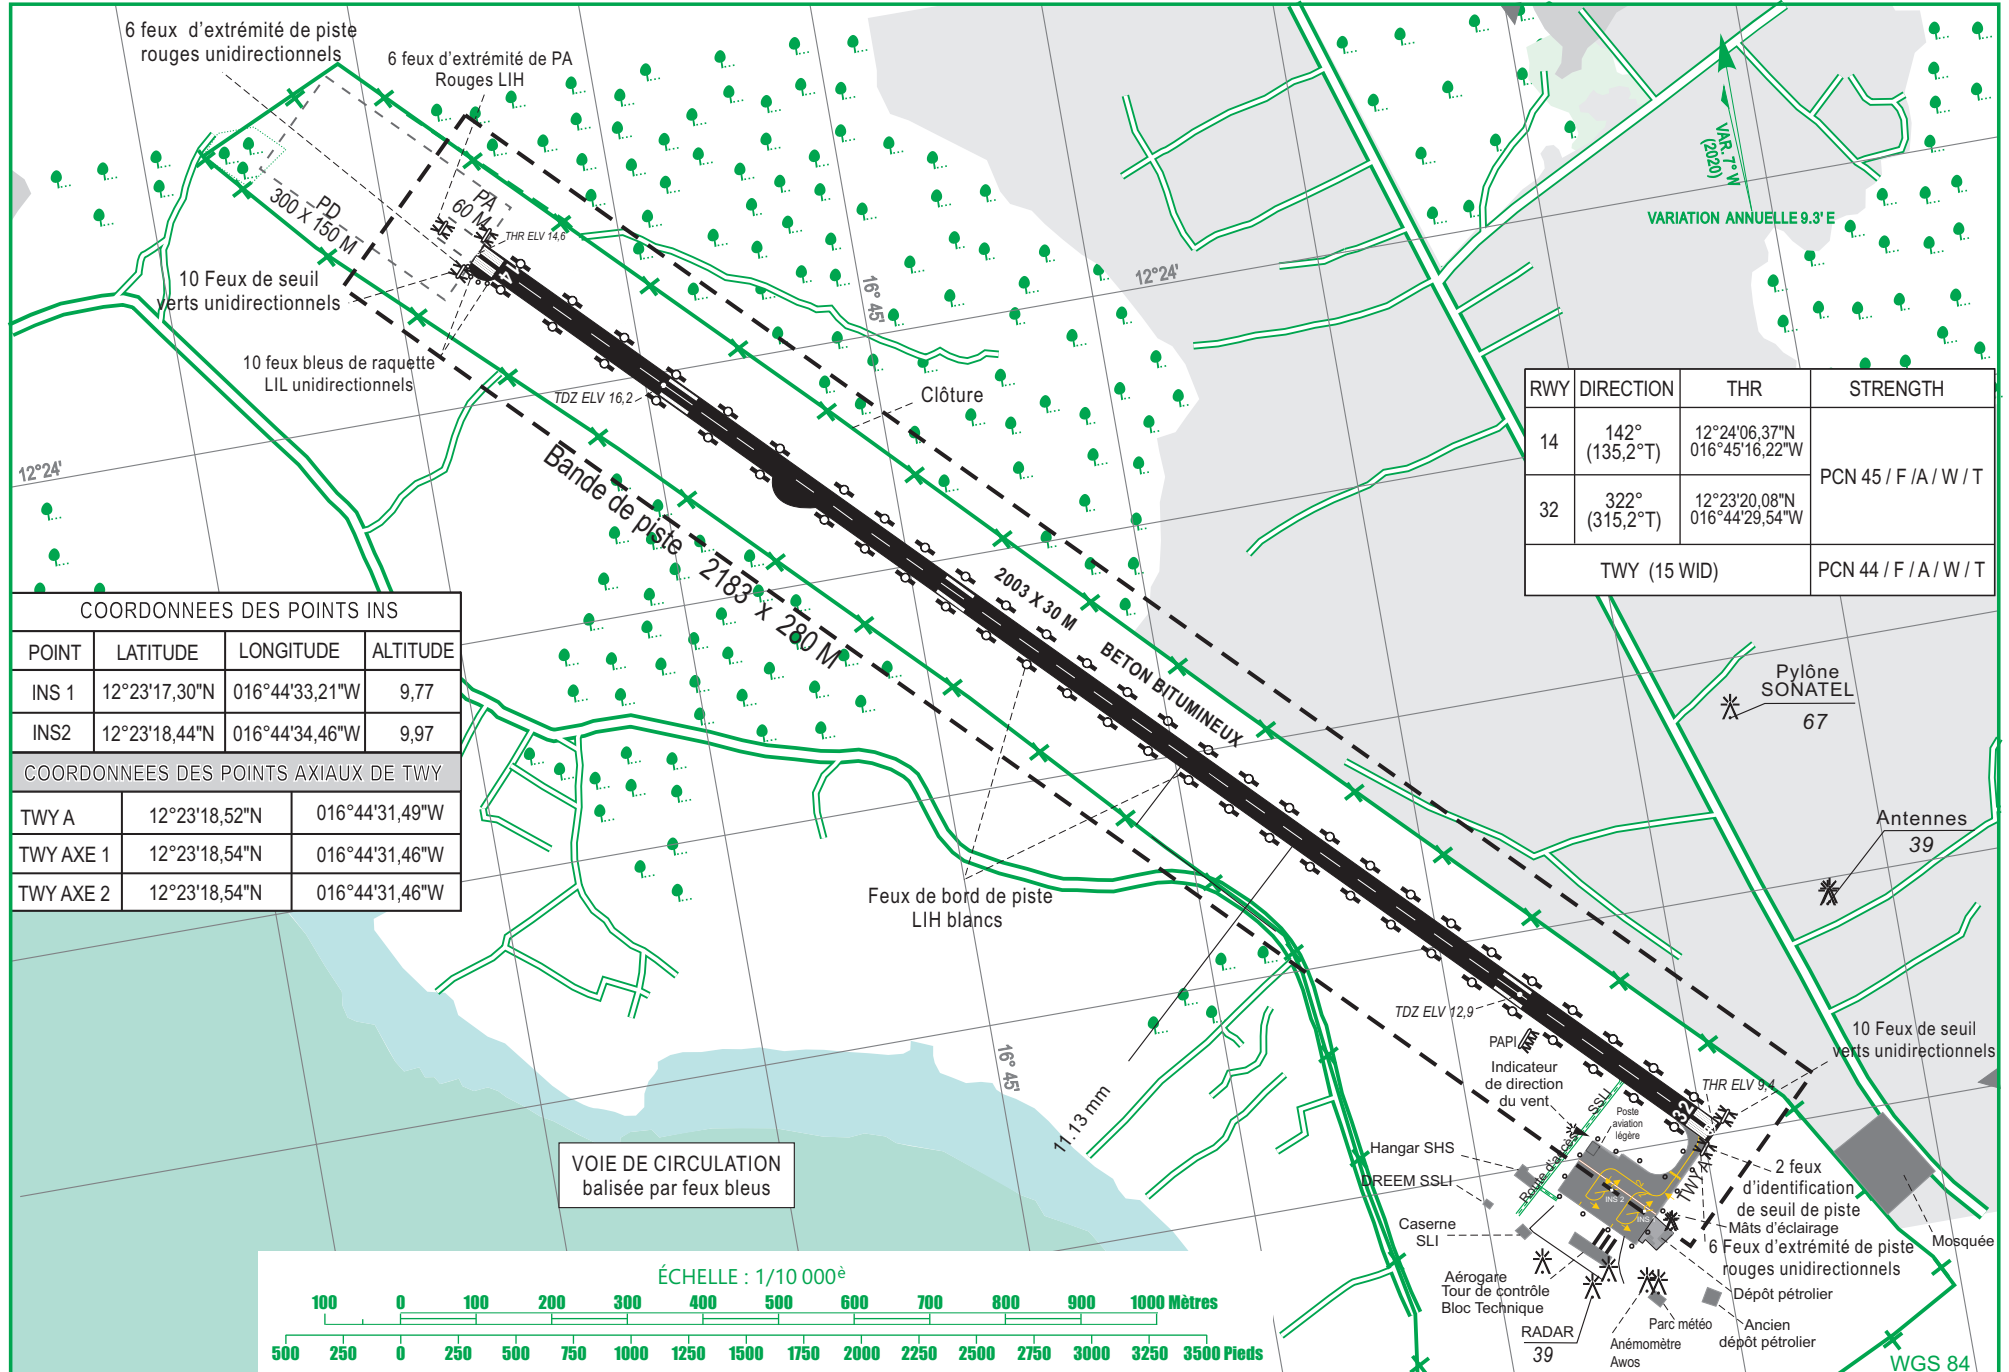 6 feux d'extrémité de piste
rouges unidirectionnels
6 feux d'extrémité de PA
Rouges LIH
PD
300 X 150 M
PA
60 M
THR ELV 14,6
14
10 Feux de seuil
verts unidirectionnels
10 feux bleus de raquette
LIL unidirectionnels
TDZ ELV 16,2
Clôture
16° 45'
12°24'
VAR. 7° W
(2020)
VARIATION ANNUELLE 9.3' E
12°24'
Bande de piste 2183 x 280 M
2003 X 30 M BETON BITUMINEUX
RWY DIRECTION THR STRENGTH
14 142° (135,2°T) 12°24'06,37"N 016°45'16,22"W PCN 45 / F /A / W / T
32 322° (315,2°T) 12°23'20,08"N 016°44'29,54"W
TWY (15 WID) PCN 44 / F / A / W / T
COORDONNEES DES POINTS INS
POINT LATITUDE LONGITUDE ALTITUDE
INS 1 12°23'17,30"N 016°44'33,21"W 9,77
INS2 12°23'18,44"N 016°44'34,46"W 9,97
COORDONNEES DES POINTS AXIAUX DE TWY
TWY A 12°23'18,52"N 016°44'31,49"W
TWY AXE 1 12°23'18,54"N 016°44'31,46"W
TWY AXE 2 12°23'18,54"N 016°44'31,46"W
Pylône
SONATEL
67
Antennes
39
Feux de bord de piste
LIH blancs
TDZ ELV 12,9
PAPI
Indicateur
de direction
du vent
SSLI
Route d'accès
Poste
aviation
légère
32
THR ELV 9,4
10 Feux de seuil
verts unidirectionnels
16° 45'
11.13 mm
Hangar SHS
DREEM SSLI
Caserne
SLI
INS 2
INS
TWY A
2 feux
d'identification
de seuil de piste
Mâts d'éclairage
6 Feux d'extrémité de piste
rouges unidirectionnels
Mosquée
Aérogare
Tour de contrôle
Bloc Technique
RADAR
39
Anémomètre
Awos
Parc météo
Dépôt pétrolier
Ancien
dépôt pétrolier
VOIE DE CIRCULATION
balisée par feux bleus
ÉCHELLE : 1/10 000è
100 0 100 200 300 400 500 600 700 800 900 1000 Mètres
500 250 0 250 500 750 1000 1250 1500 1750 2000 2250 2500 2750 3000 3250 3500 Pieds
WGS 84